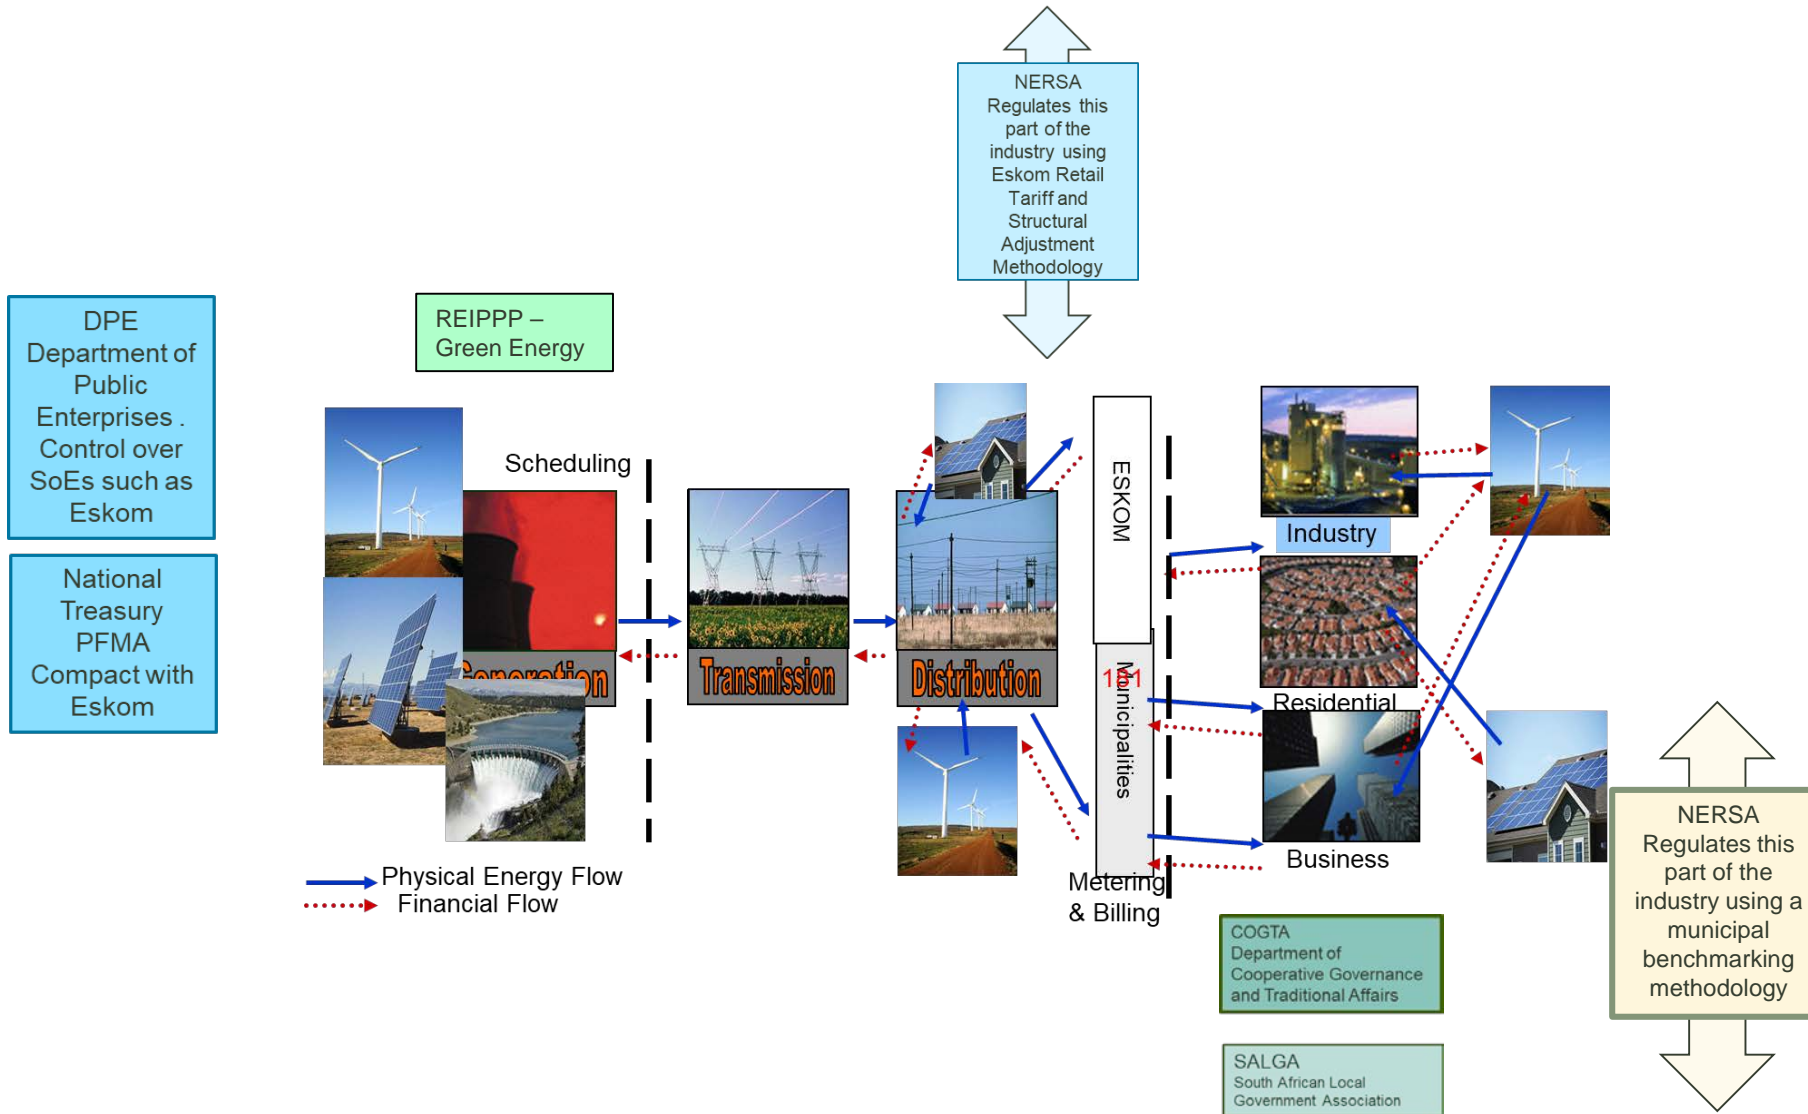 NERSA
Regulates this
part of the
industry using
Eskom Retail
Tariff and
Structural
Adjustment
Methodology
DPE
Department of
Public
Enterprises .
Control over
SoEs such as
Eskom
National
Treasury
PFMA
Compact with
Eskom
REIPPP –
Green Energy
Scheduling
Generation
Transmission
Distribution
ESKOM
Municipalities
181
Metering
& Billing
Industry
Residential
Business
Physical Energy Flow
Financial Flow
COGTA
Department of
Cooperative Governance
and Traditional Affairs
SALGA
South African Local
Government Association
NERSA
Regulates this
part of the
industry using a
municipal
benchmarking
methodology